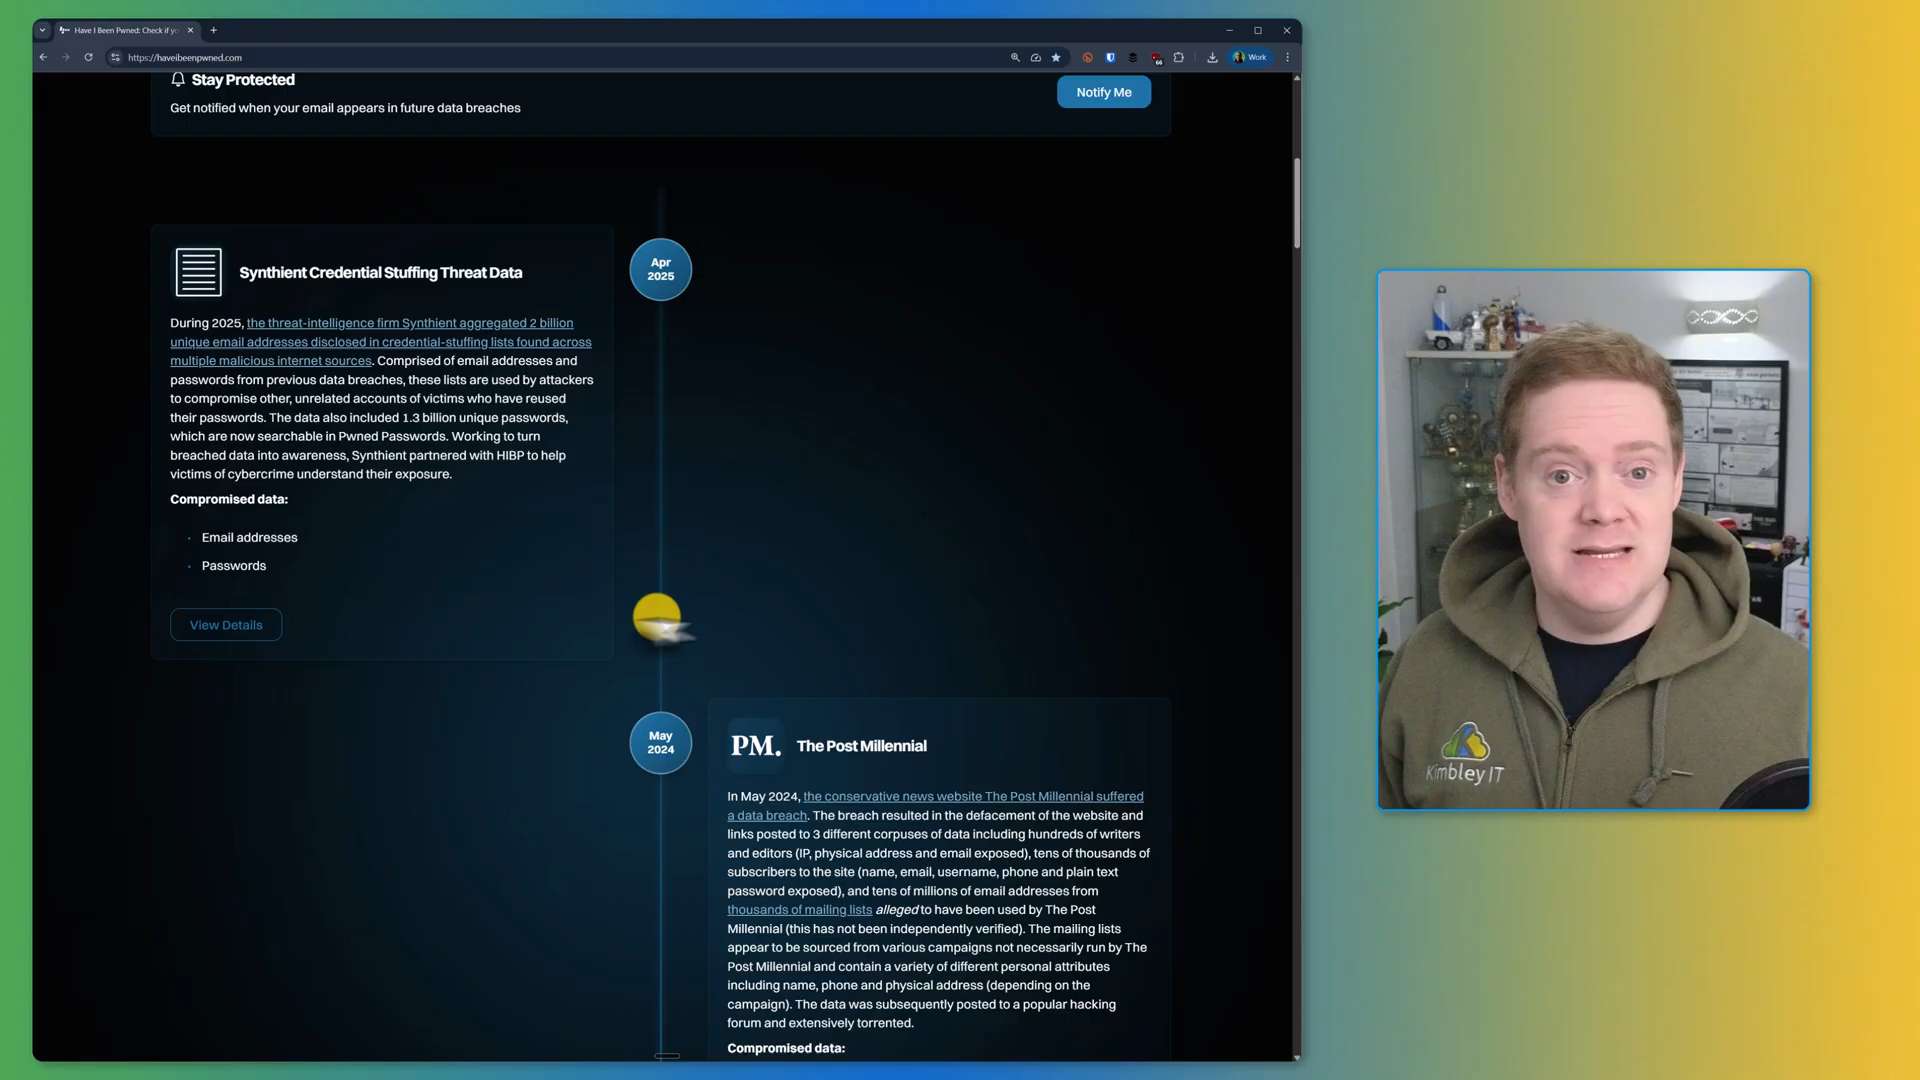 Have I Been Pwned: Check if yo
https://haveibeenpwned.com
66
Work
Stay Protected
Get notified when your email appears in future data breaches
Notify Me
Apr
2025
Synthient Credential Stuffing Threat Data
During 2025, the threat-intelligence firm Synthient aggregated 2 billion
unique email addresses disclosed in credential-stuffing lists found across
multiple malicious internet sources. Comprised of email addresses and
passwords from previous data breaches, these lists are used by attackers
to compromise other, unrelated accounts of victims who have reused
their passwords. The data also included 1.3 billion unique passwords,
which are now searchable in Pwned Passwords. Working to turn
breached data into awareness, Synthient partnered with HIBP to help
victims of cybercrime understand their exposure.
Compromised data:
Email addresses
Passwords
View Details
May
2024
PM.
The Post Millennial
In May 2024, the conservative news website The Post Millennial suffered
a data breach. The breach resulted in the defacement of the website and
links posted to 3 different corpuses of data including hundreds of writers
and editors (IP, physical address and email exposed), tens of thousands of
subscribers to the site (name, email, username, phone and plain text
password exposed), and tens of millions of email addresses from
thousands of mailing lists alleged to have been used by The Post
Millennial (this has not been independently verified). The mailing lists
appear to be sourced from various campaigns not necessarily run by The
Post Millennial and contain a variety of different personal attributes
including name, phone and physical address (depending on the
campaign). The data was subsequently posted to a popular hacking
forum and extensively torrented.
Compromised data:
Kimbley IT